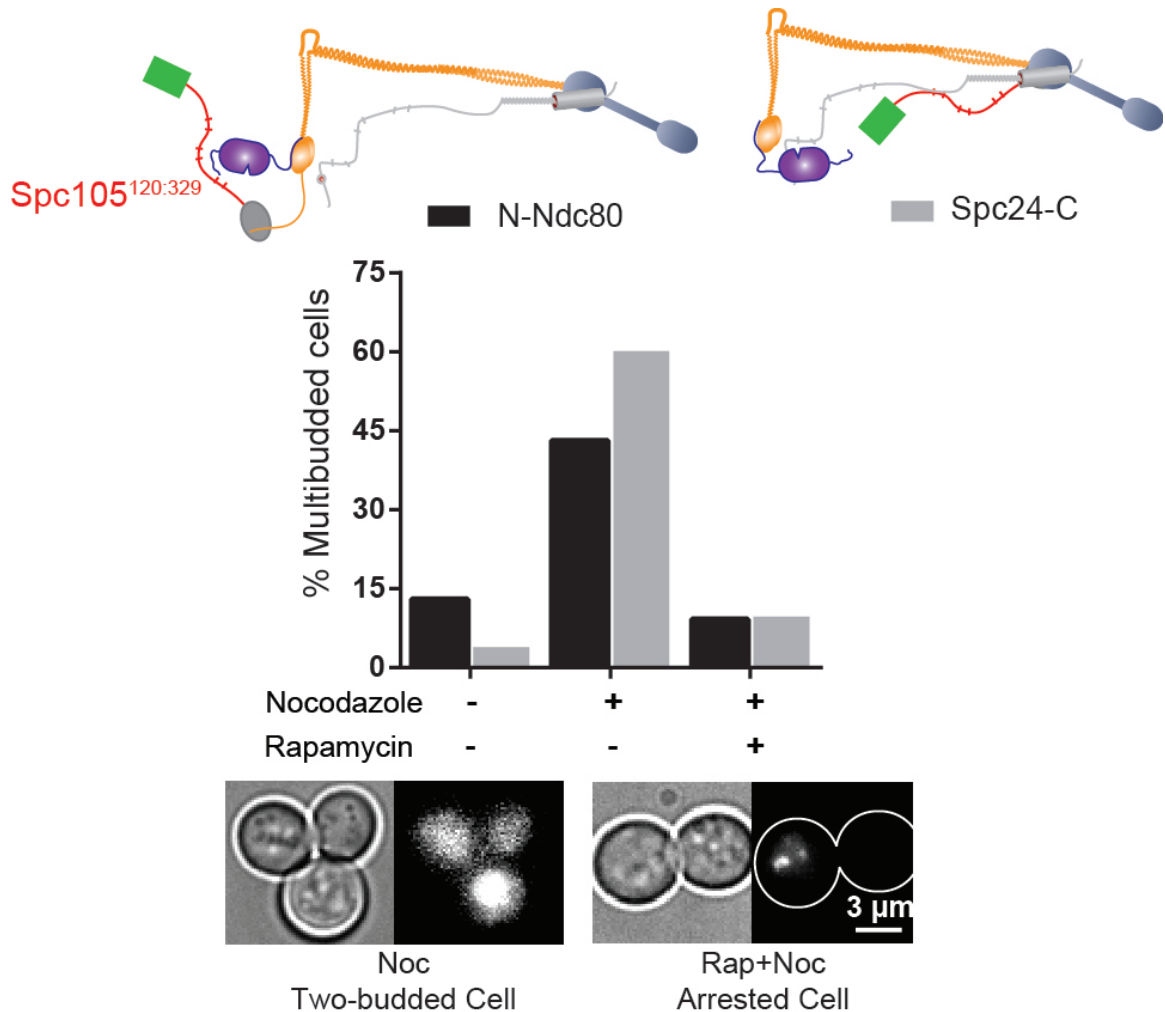 Spc105120:329
N-Ndc80
Spc24-C
% Multibudded cells
75
60
45
30
15
0
Nocodazole - + +
Rapamycin - - +
3 µm
Noc
Two-budded Cell
Rap+Noc
Arrested Cell